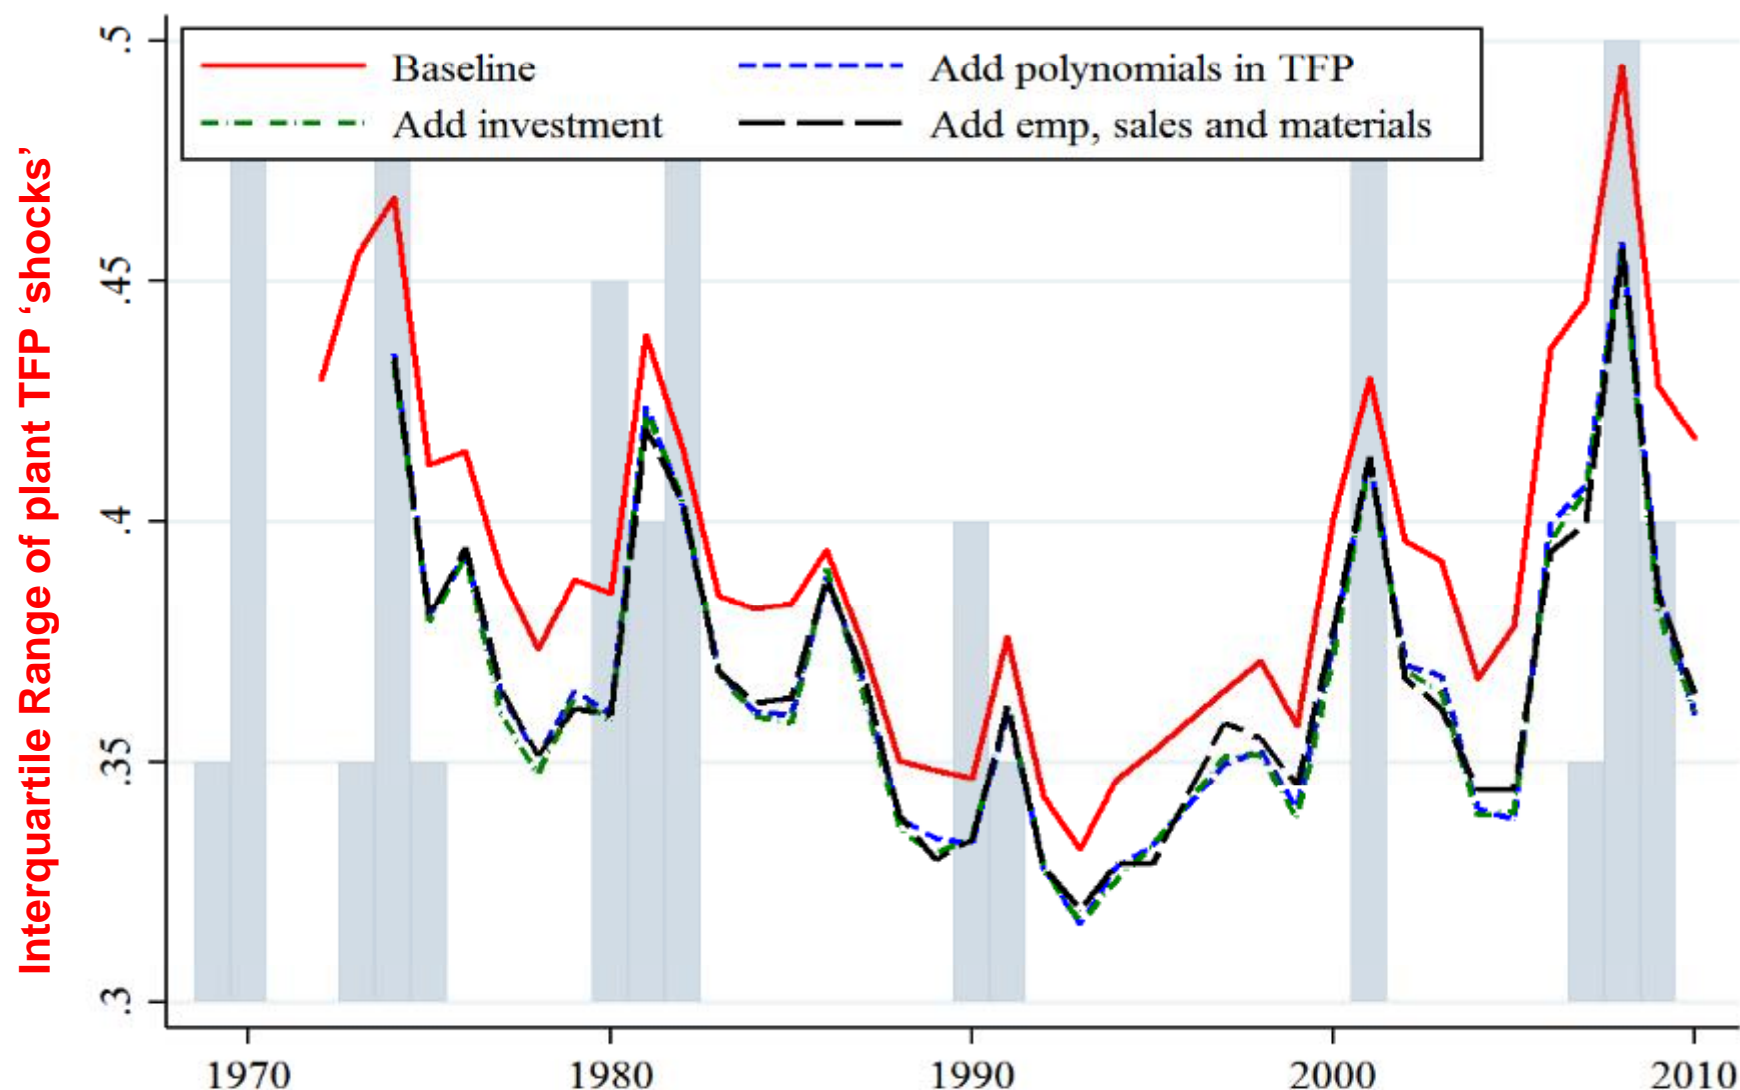 Interquartile Range of plant TFP ‘shocks’
.5
.45
.4
.35
.3
Baseline
Add polynomials in TFP
Add investment
Add emp, sales and materials
1970
1980
1990
2000
2010